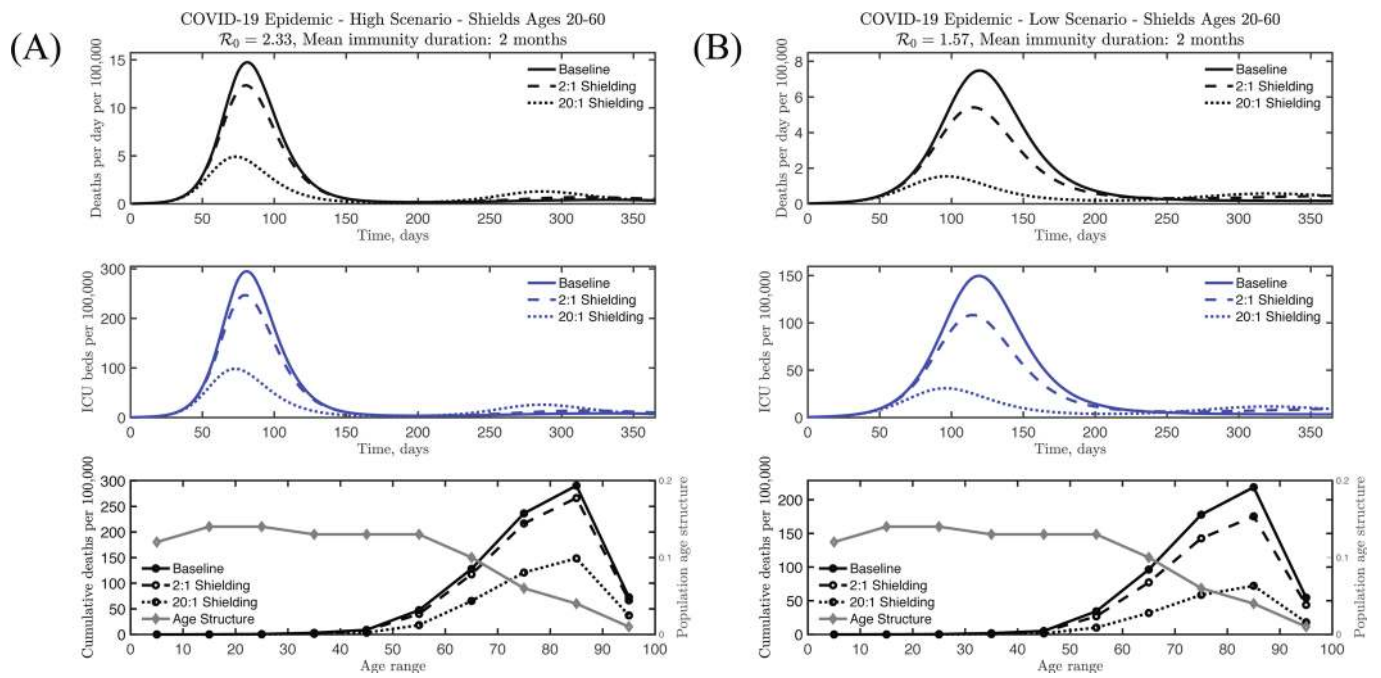 (A)
COVID-19 Epidemic - High Scenario - Shields Ages 20-60
R₀ = 2.33, Mean immunity duration: 2 months
Deaths per day per 100,000
15
10
5
0
Baseline
2:1 Shielding
20:1 Shielding
0 50 100 150 200 250 300 350
Time, days
ICU beds per 100,000
300
200
100
0
Baseline
2:1 Shielding
20:1 Shielding
0 50 100 150 200 250 300 350
Time, days
Cumulative deaths per 100,000
300
250
200
150
100
50
0
Baseline
2:1 Shielding
20:1 Shielding
Age Structure
0.2
0.1
0
Population age structure
0 10 20 30 40 50 60 70 80 90 100
Age range
(B)
COVID-19 Epidemic - Low Scenario - Shields Ages 20-60
R₀ = 1.57, Mean immunity duration: 2 months
Deaths per day per 100,000
8
6
4
2
0
Baseline
2:1 Shielding
20:1 Shielding
0 50 100 150 200 250 300 350
Time, days
ICU beds per 100,000
150
100
50
0
Baseline
2:1 Shielding
20:1 Shielding
0 50 100 150 200 250 300 350
Time, days
Cumulative deaths per 100,000
200
150
100
50
0
Baseline
2:1 Shielding
20:1 Shielding
Age Structure
0.2
0.1
0
Population age structure
0 10 20 30 40 50 60 70 80 90 100
Age range